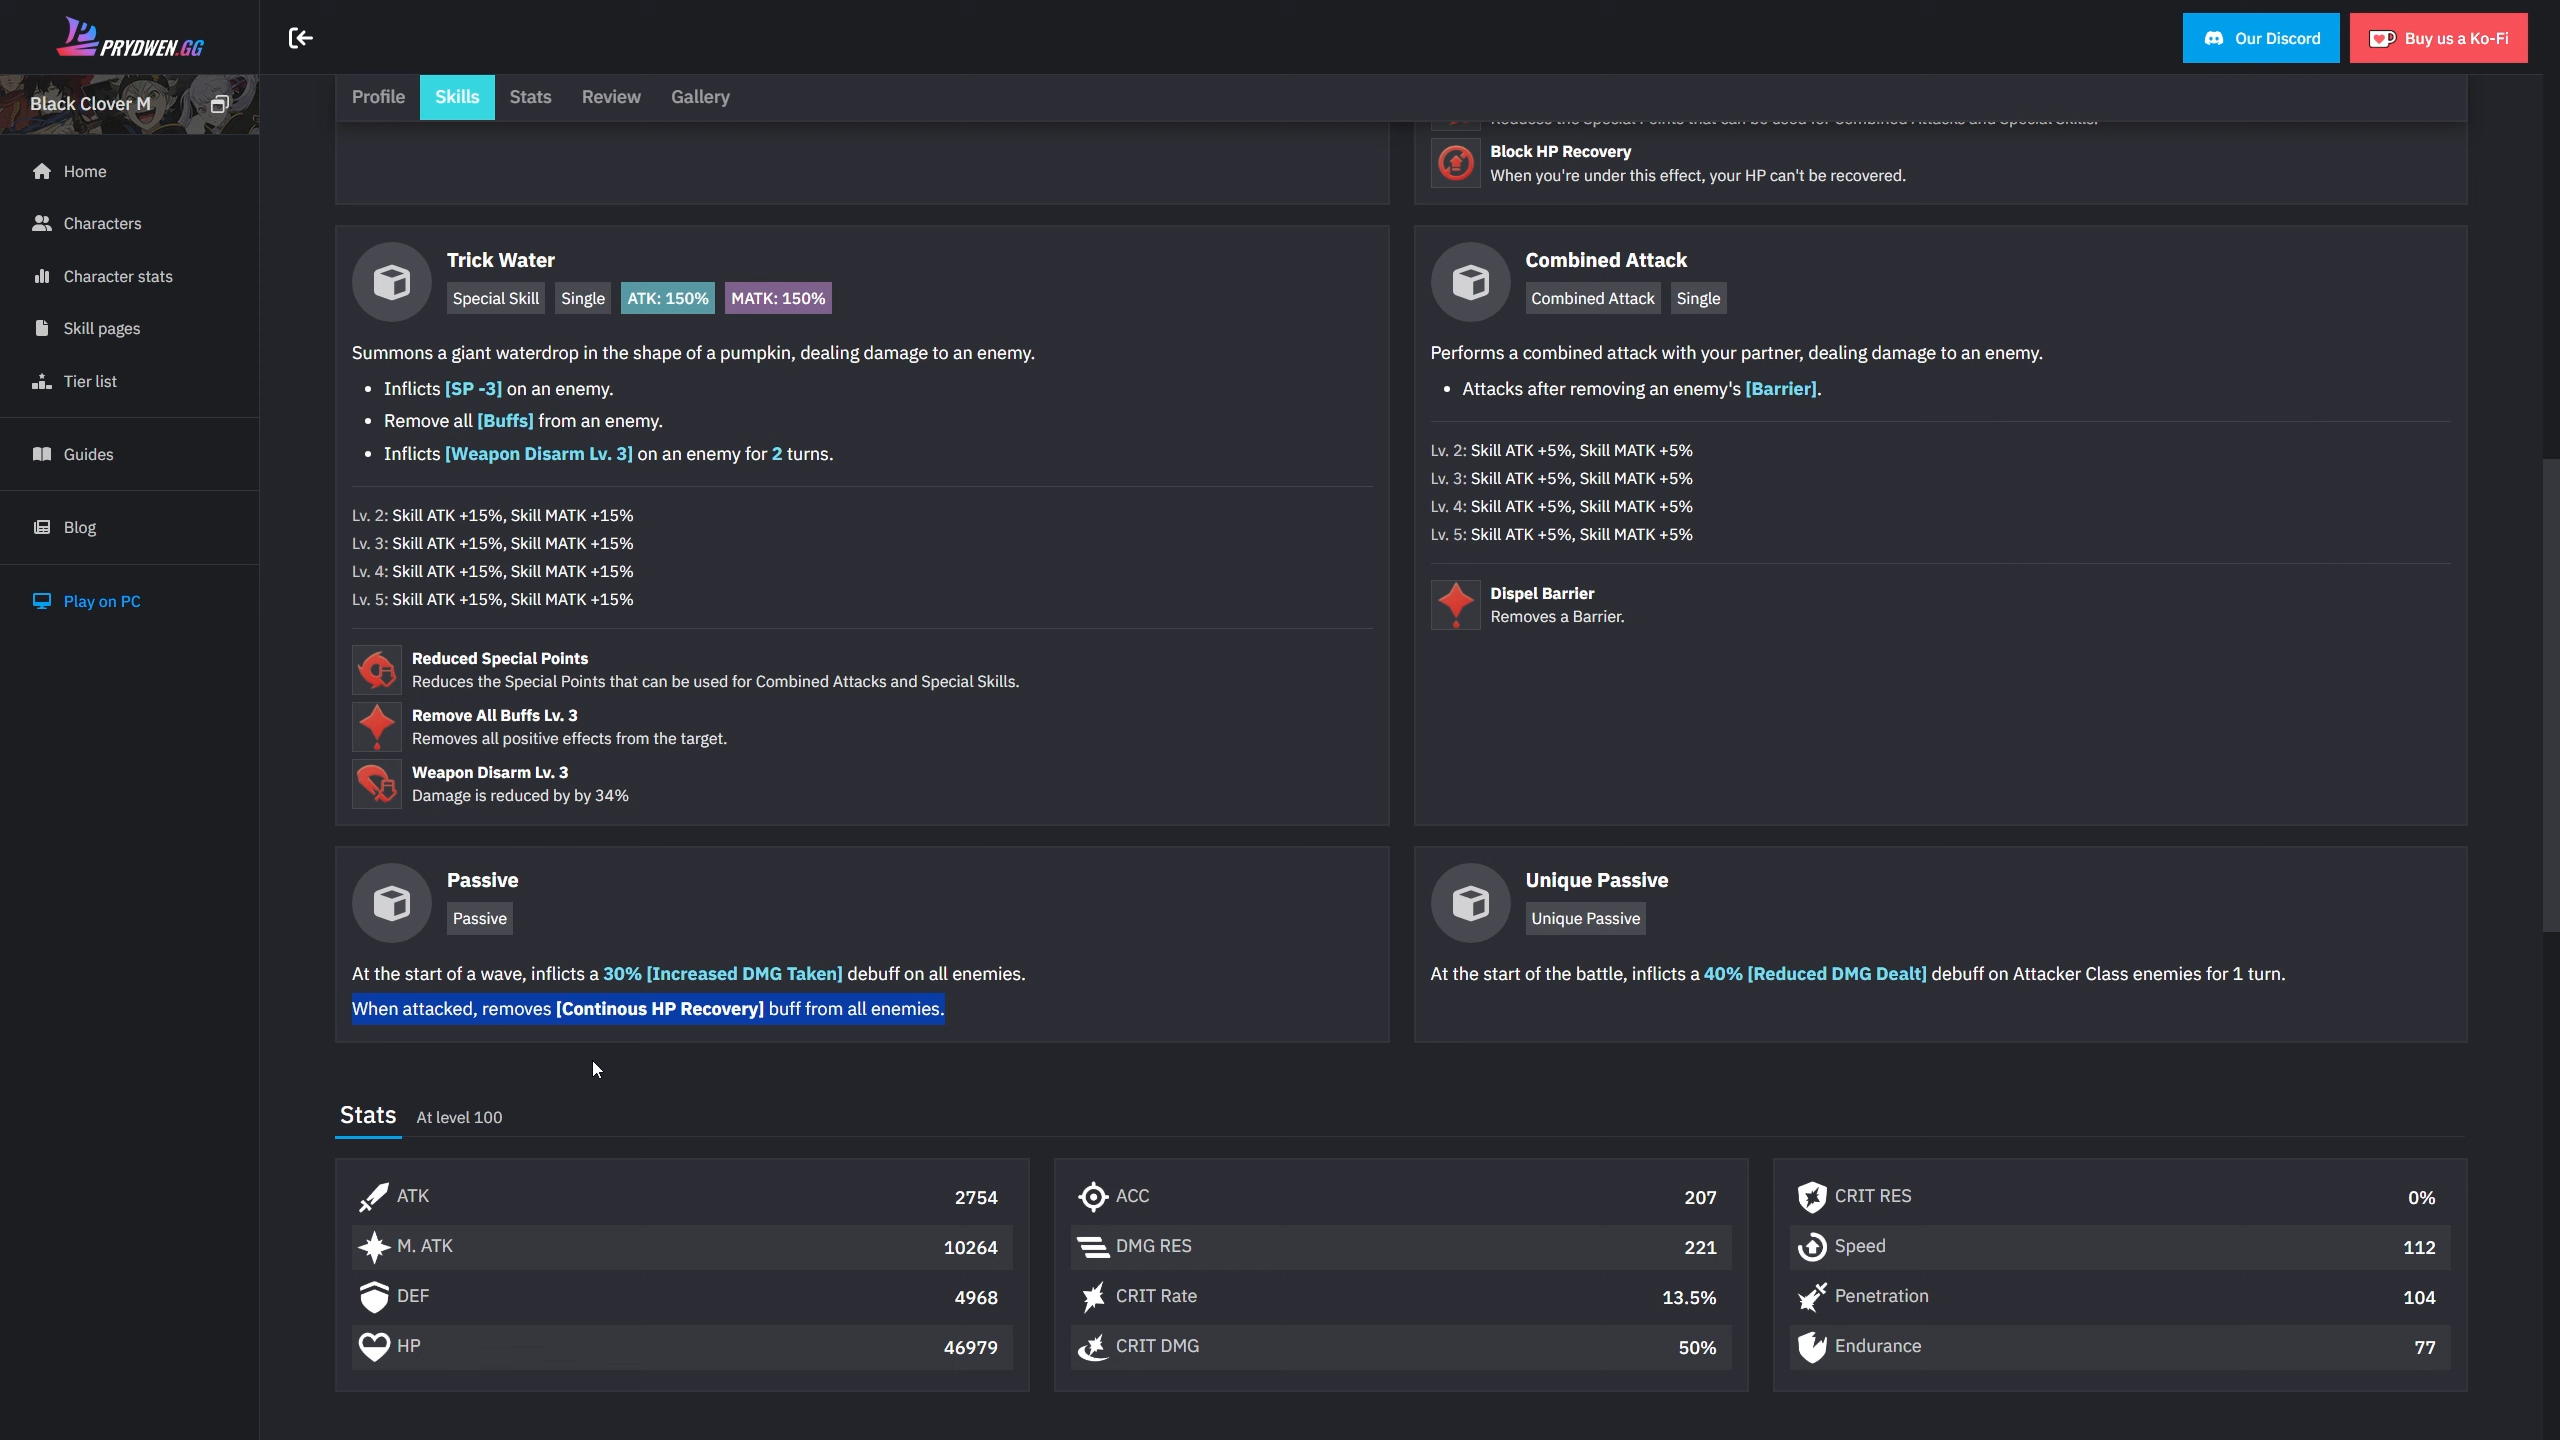 PRYDWEN.GG
Our Discord
Buy us a Ko-Fi
Black Clover M
Home
Characters
Character stats
Skill pages
Tier list
Guides
Blog
Play on PC
Profile
Skills
Stats
Review
Gallery
Reduces the Special Points that can be used for Combined Attacks and Special Skills.
Block HP Recovery
When you're under this effect, your HP can't be recovered.
Trick Water
Special Skill Single ATK: 150% MATK: 150%
Summons a giant waterdrop in the shape of a pumpkin, dealing damage to an enemy.
• Inflicts [SP -3] on an enemy.
• Remove all [Buffs] from an enemy.
• Inflicts [Weapon Disarm Lv. 3] on an enemy for 2 turns.
Lv. 2: Skill ATK +15%, Skill MATK +15%
Lv. 3: Skill ATK +15%, Skill MATK +15%
Lv. 4: Skill ATK +15%, Skill MATK +15%
Lv. 5: Skill ATK +15%, Skill MATK +15%
Reduced Special Points
Reduces the Special Points that can be used for Combined Attacks and Special Skills.
Remove All Buffs Lv. 3
Removes all positive effects from the target.
Weapon Disarm Lv. 3
Damage is reduced by by 34%
Combined Attack
Combined Attack Single
Performs a combined attack with your partner, dealing damage to an enemy.
• Attacks after removing an enemy's [Barrier].
Lv. 2: Skill ATK +5%, Skill MATK +5%
Lv. 3: Skill ATK +5%, Skill MATK +5%
Lv. 4: Skill ATK +5%, Skill MATK +5%
Lv. 5: Skill ATK +5%, Skill MATK +5%
Dispel Barrier
Removes a Barrier.
Passive
Passive
At the start of a wave, inflicts a 30% [Increased DMG Taken] debuff on all enemies.
When attacked, removes [Continous HP Recovery] buff from all enemies.
Unique Passive
Unique Passive
At the start of the battle, inflicts a 40% [Reduced DMG Dealt] debuff on Attacker Class enemies for 1 turn.
Stats At level 100
ATK 2754
M. ATK 10264
DEF 4968
HP 46979
ACC 207
DMG RES 221
CRIT Rate 13.5%
CRIT DMG 50%
CRIT RES 0%
Speed 112
Penetration 104
Endurance 77